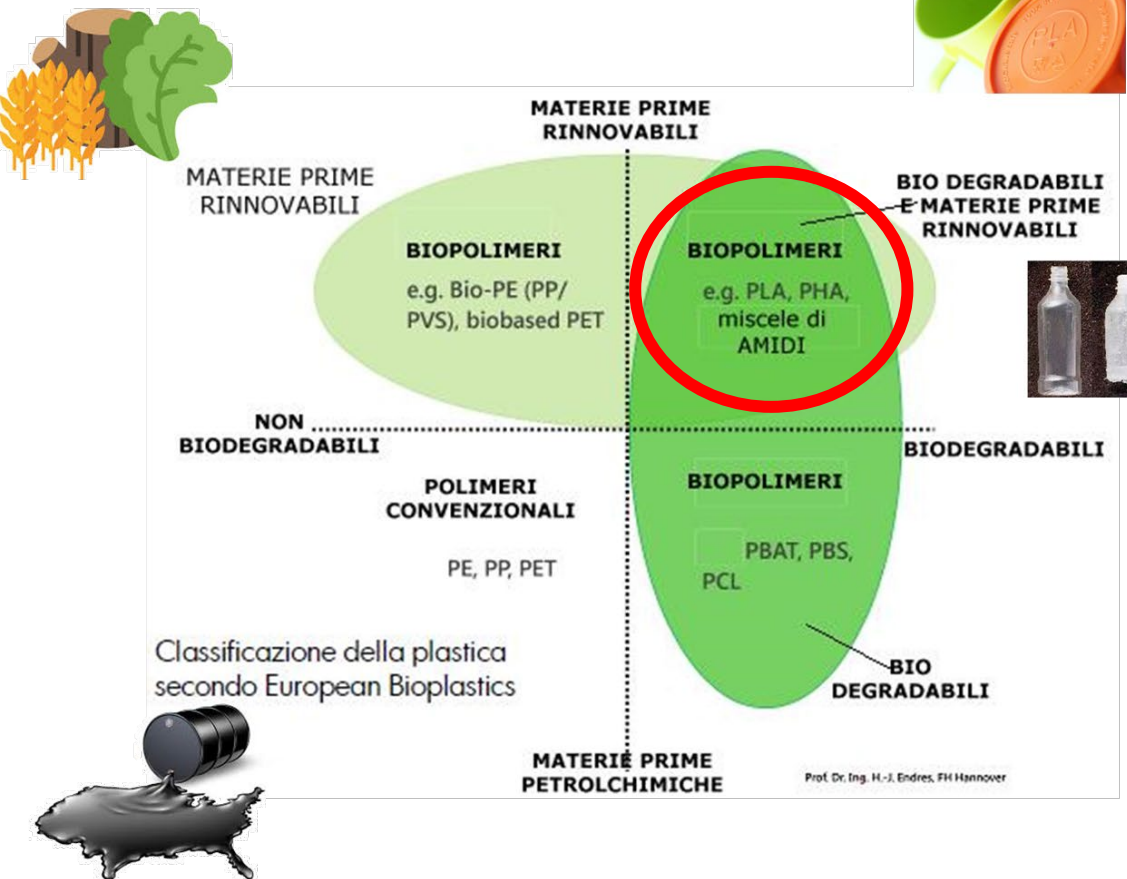 PLA
MATERIE PRIME
RINNOVABILI
MATERIE PRIME
RINNOVABILI
BIO DEGRADABILI
E MATERIE PRIME
RINNOVABILI
BIOPOLIMERI
e.g. Bio-PE (PP/
PVS), biobased PET
BIOPOLIMERI
e.g. PLA, PHA,
miscele di
AMIDI
NON
BIODEGRADABILI
BIODEGRADABILI
POLIMERI
CONVENZIONALI
PE, PP, PET
BIOPOLIMERI
PBAT, PBS,
PCL
Classificazione della plastica
secondo European Bioplastics
BIO
DEGRADABILI
MATERIE PRIME
PETROLCHIMICHE
Prof. Dr. Ing. H.-J. Endres, FH Hannover